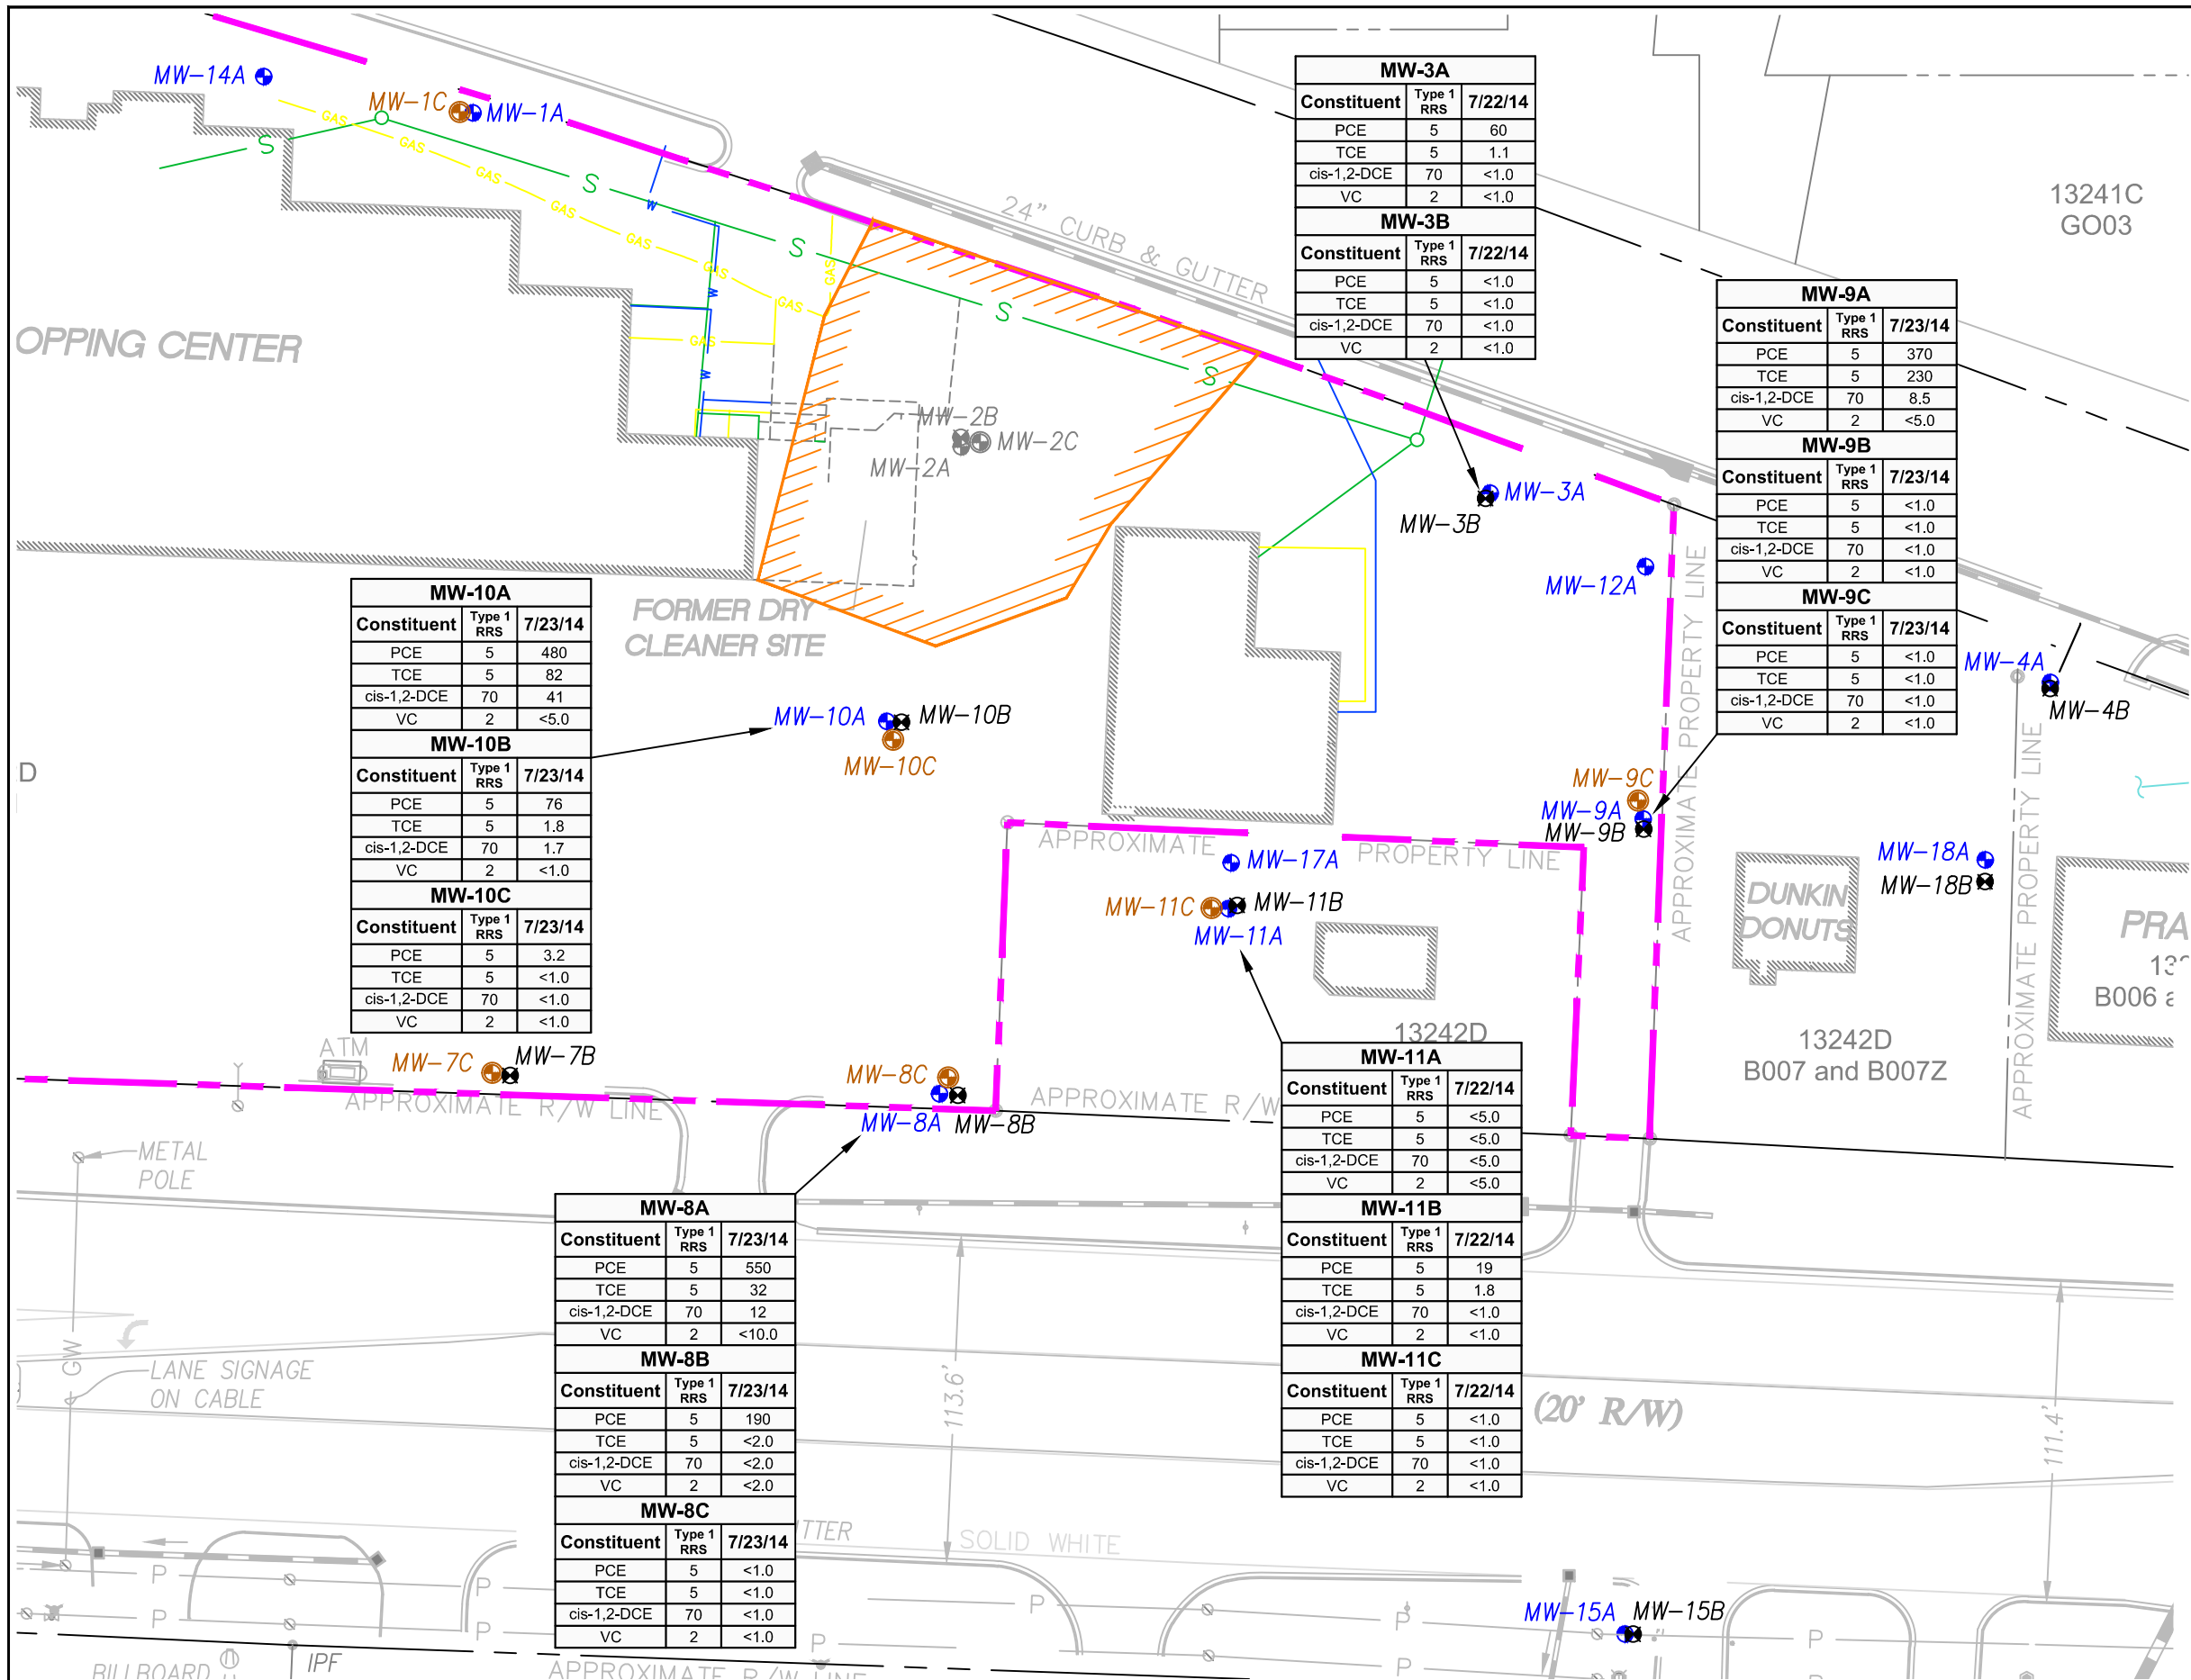 MW-14A
MW-1C
MW-1A
GAS
GAS
GAS
GAS
GAS
GAS
GAS
GAS
GAS
S
S
S
S
S
W
W
W
24" CURB & GUTTER
OPPING CENTER
MW-2B
MW-2C
MW-2A
FORMER DRY
CLEANER SITE
MW-3A
Constituent Type 1 RRS 7/22/14
PCE 5 60
TCE 5 1.1
cis-1,2-DCE 70 <1.0
VC 2 <1.0
MW-3B
Constituent Type 1 RRS 7/22/14
PCE 5 <1.0
TCE 5 <1.0
cis-1,2-DCE 70 <1.0
VC 2 <1.0
13241C
GO03
MW-9A
Constituent Type 1 RRS 7/23/14
PCE 5 370
TCE 5 230
cis-1,2-DCE 70 8.5
VC 2 <5.0
MW-9B
Constituent Type 1 RRS 7/23/14
PCE 5 <1.0
TCE 5 <1.0
cis-1,2-DCE 70 <1.0
VC 2 <1.0
MW-9C
Constituent Type 1 RRS 7/23/14
PCE 5 <1.0
TCE 5 <1.0
cis-1,2-DCE 70 <1.0
VC 2 <1.0
MW-3A
MW-3B
MW-12A
APPROXIMATE PROPERTY LINE
MW-4A
MW-4B
APPROXIMATE PROPERTY LINE
MW-10A
Constituent Type 1 RRS 7/23/14
PCE 5 480
TCE 5 82
cis-1,2-DCE 70 41
VC 2 <5.0
MW-10B
Constituent Type 1 RRS 7/23/14
PCE 5 76
TCE 5 1.8
cis-1,2-DCE 70 1.7
VC 2 <1.0
MW-10C
Constituent Type 1 RRS 7/23/14
PCE 5 3.2
TCE 5 <1.0
cis-1,2-DCE 70 <1.0
VC 2 <1.0
D
MW-10A
MW-10B
MW-10C
MW-9C
MW-9A
MW-9B
APPROXIMATE PROPERTY LINE
MW-17A
MW-11C
MW-11B
MW-11A
MW-18A
MW-18B
DUNKIN
DONUTS
PRA
B006
13242D
13242D
B007 and B007Z
ATM
MW-7C
MW-7B
MW-8C
MW-8A
MW-8B
APPROXIMATE R/W LINE
APPROXIMATE R/W
METAL
POLE
MW-11A
Constituent Type 1 RRS 7/22/14
PCE 5 <5.0
TCE 5 <5.0
cis-1,2-DCE 70 <5.0
VC 2 <5.0
MW-11B
Constituent Type 1 RRS 7/22/14
PCE 5 19
TCE 5 1.8
cis-1,2-DCE 70 <1.0
VC 2 <1.0
MW-11C
Constituent Type 1 RRS 7/22/14
PCE 5 <1.0
TCE 5 <1.0
cis-1,2-DCE 70 <1.0
VC 2 <1.0
MW-8A
Constituent Type 1 RRS 7/23/14
PCE 5 550
TCE 5 32
cis-1,2-DCE 70 12
VC 2 <10.0
MW-8B
Constituent Type 1 RRS 7/23/14
PCE 5 190
TCE 5 <2.0
cis-1,2-DCE 70 <2.0
VC 2 <2.0
MW-8C
Constituent Type 1 RRS 7/23/14
PCE 5 <1.0
TCE 5 <1.0
cis-1,2-DCE 70 <1.0
VC 2 <1.0
GW
LANE SIGNAGE
ON CABLE
113.6'
(20' R/W)
111.4'
TTER
SOLID WHITE
P
P
P
P
P
P
P
P
P
MW-15A
MW-15B
BILLBOARD
IPF
APPROXIMATE R/W LINE